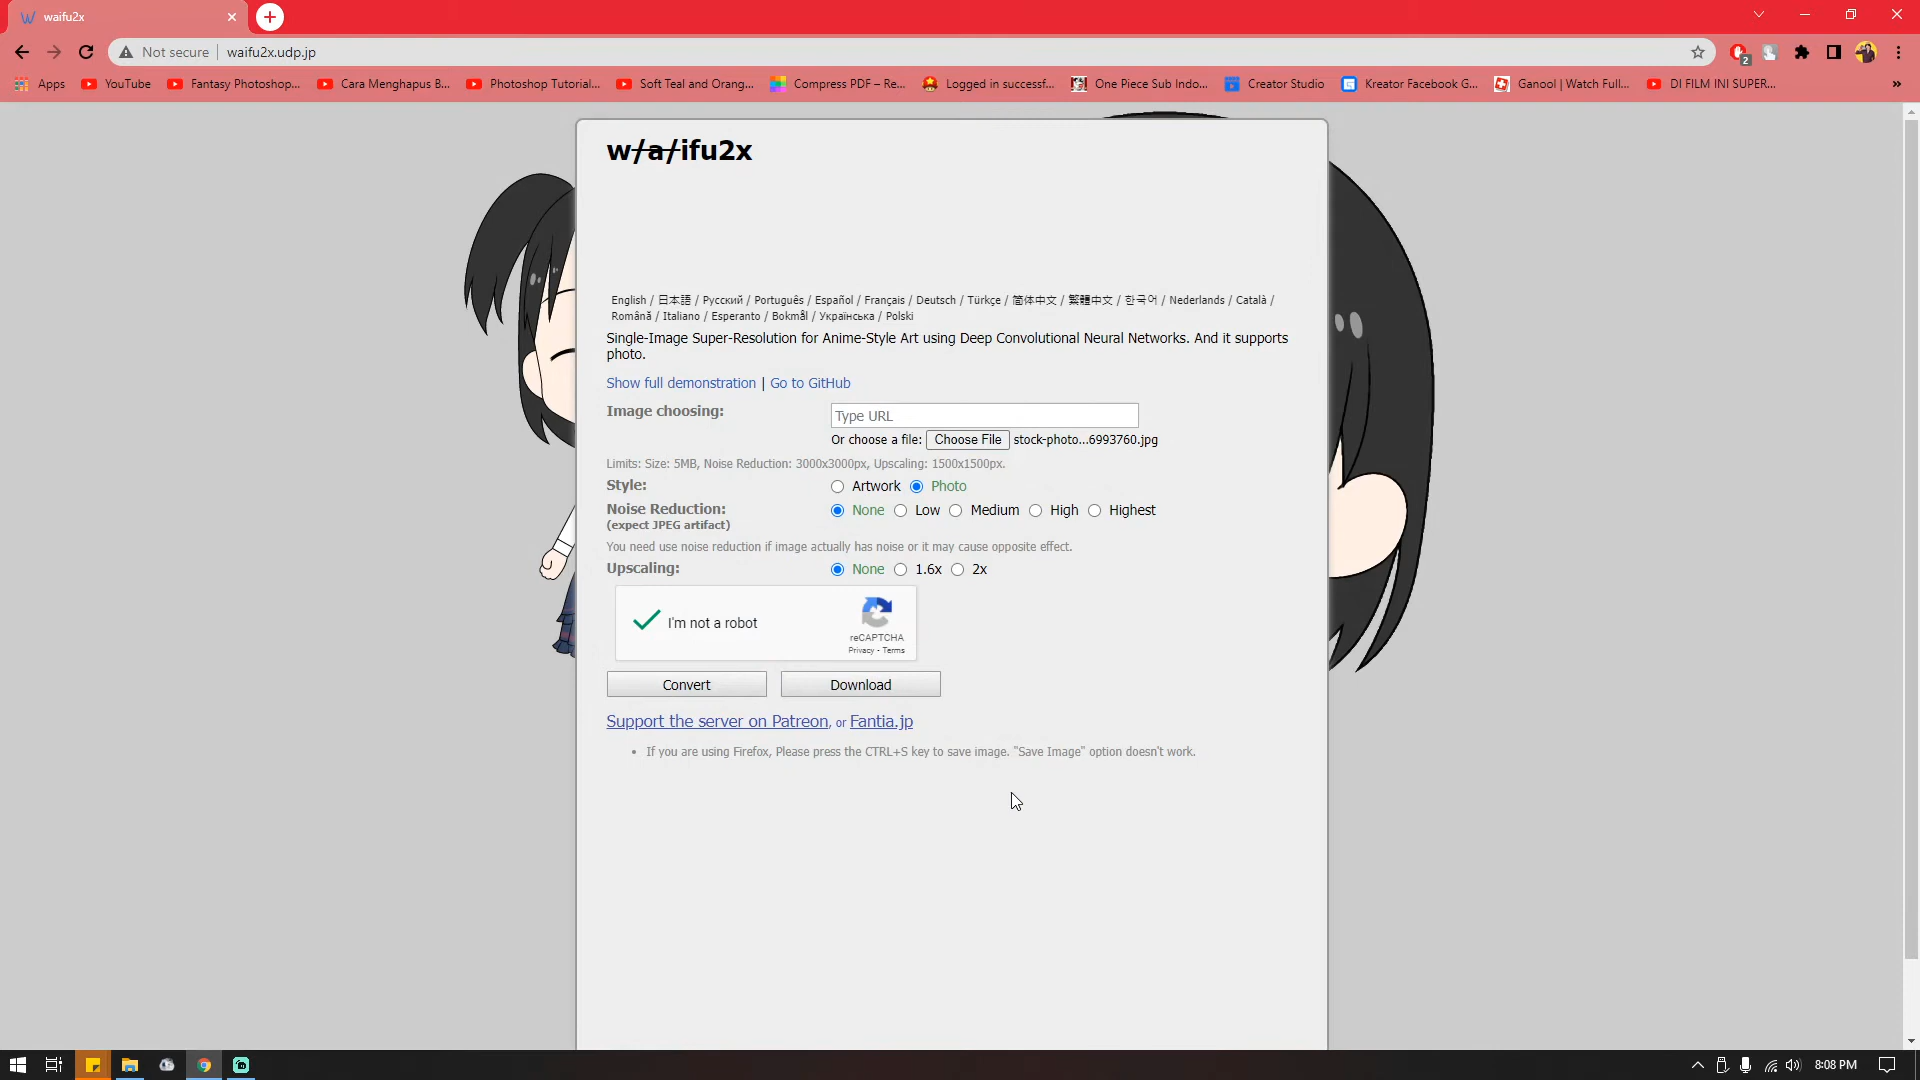 waifu2x
Not secure
waifu2x.udp.jp
2
Apps
YouTube
Fantasy Photoshop...
Cara Menghapus B...
Photoshop Tutorial...
Soft Teal and Orang...
Compress PDF – Re...
Logged in successf...
One Piece Sub Indo...
Creator Studio
Kreator Facebook G...
Ganool | Watch Full...
DI FILM INI SUPER...
»
w/a/ifu2x
English / 日本語 / Русский / Português / Español / Français / Deutsch / Türkçe / 简体中文 / 繁體中文 / 한국어 / Nederlands / Català /
Română / Italiano / Esperanto / Bokmål / Українська / Polski
Single-Image Super-Resolution for Anime-Style Art using Deep Convolutional Neural Networks. And it supports
photo.
Show full demonstration | Go to GitHub
Image choosing:
Type URL
Or choose a file: Choose File stock-photo...6993760.jpg
Limits: Size: 5MB, Noise Reduction: 3000x3000px, Upscaling: 1500x1500px.
Style: Artwork Photo
Noise Reduction: None Low Medium High Highest
(expect JPEG artifact)
You need use noise reduction if image actually has noise or it may cause opposite effect.
Upscaling: None 1.6x 2x
I'm not a robot
reCAPTCHA
Privacy - Terms
Convert
Download
Support the server on Patreon, or Fantia.jp
If you are using Firefox, Please press the CTRL+S key to save image. "Save Image" option doesn't work.
8:08 PM